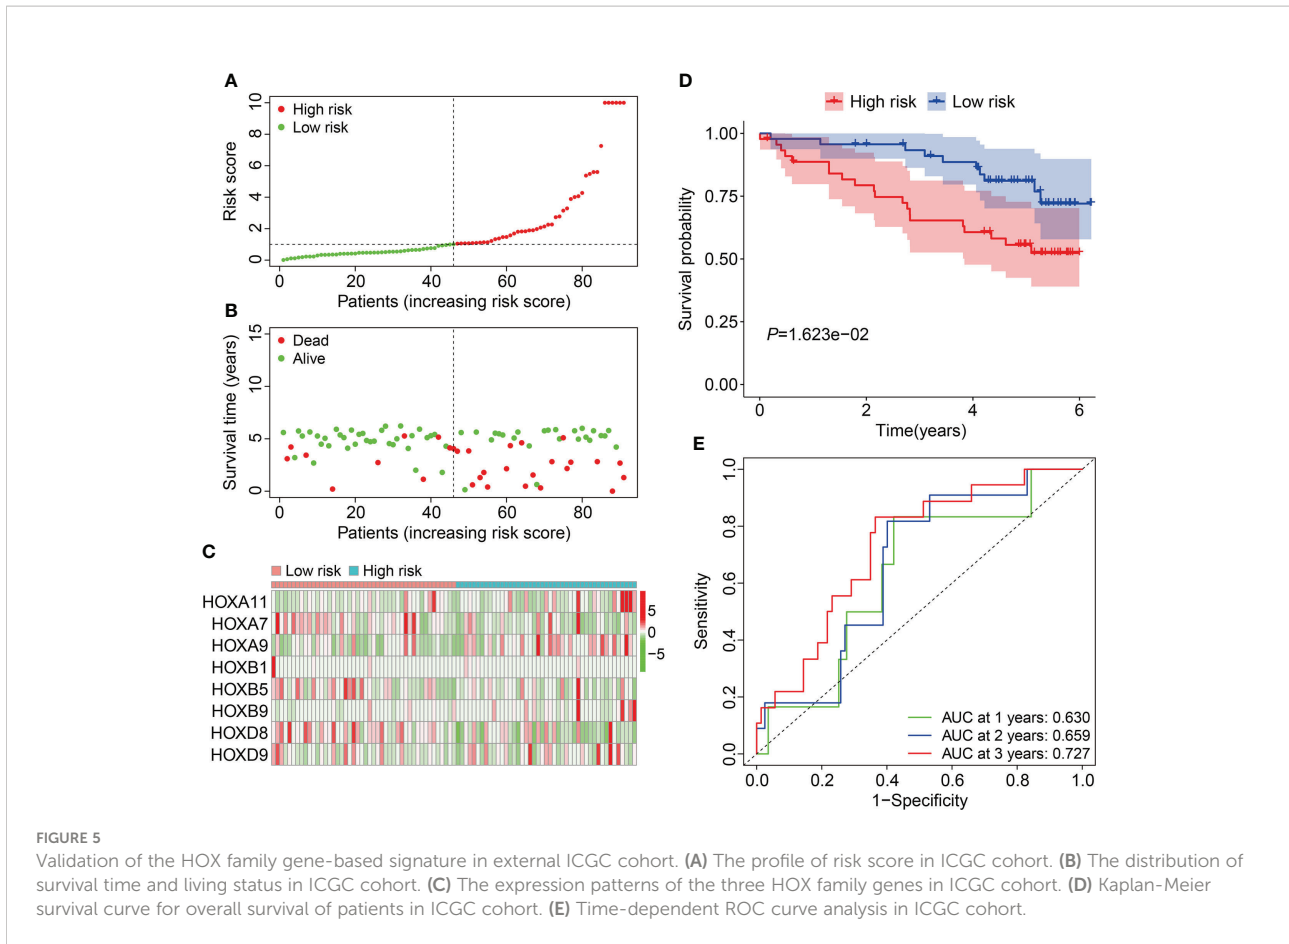 A
High risk
Low risk
Risk score
10
8
6
4
2
0
0 20 40 60 80
Patients (increasing risk score)
B
Dead
Alive
Survival time (years)
15
10
5
0
0 20 40 60 80
Patients (increasing risk score)
C
Low risk High risk
HOXA11
HOXA7
HOXA9
HOXB1
HOXB5
HOXB9
HOXD8
HOXD9
5
0
−5
D
High risk Low risk
Survival probability
1.00
0.75
0.50
0.25
0.00
P=1.623e−02
0 2 4 6
Time(years)
E
Sensitivity
1.0
0.8
0.6
0.4
0.2
0.0
AUC at 1 years: 0.630
AUC at 2 years: 0.659
AUC at 3 years: 0.727
0.0 0.2 0.4 0.6 0.8 1.0
1−Specificity
FIGURE 5
Validation of the HOX family gene-based signature in external ICGC cohort. (A) The profile of risk score in ICGC cohort. (B) The distribution of
survival time and living status in ICGC cohort. (C) The expression patterns of the three HOX family genes in ICGC cohort. (D) Kaplan-Meier
survival curve for overall survival of patients in ICGC cohort. (E) Time-dependent ROC curve analysis in ICGC cohort.